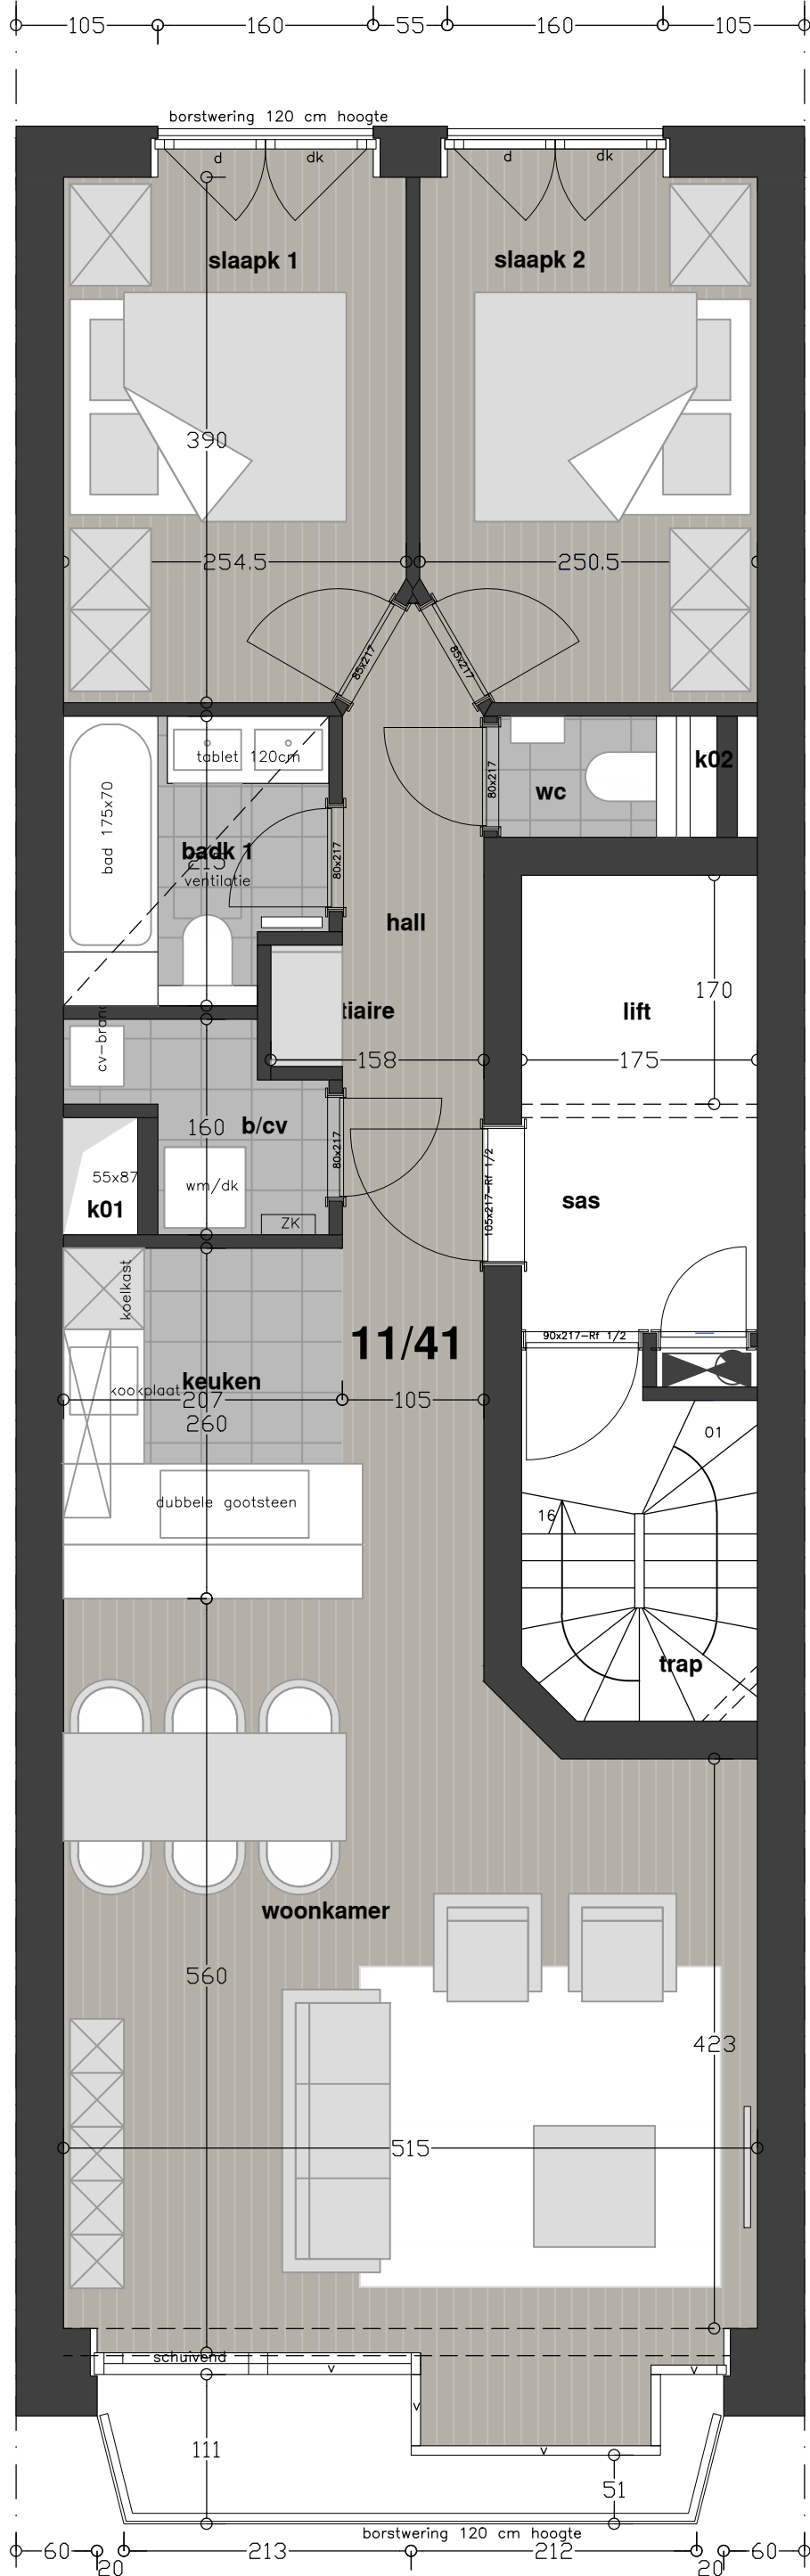 105 160 55 160 105
borstwering 120 cm hoogte
d dk d dk
slaapk 1 slaapk 2
390
254.5 250.5
85x217 85x217
tablet 120cm
bad 175x70
80x217
wc
k02
badk 1
215
ventilatie
80x217
hall
tiaire
lift
170
158 175
cv-bran
160 b/cv
80x217
105x217-Rf 1/2
55x87
wm/dk
k01
sas
ZK
koelkast
11/41
90x217-Rf 1/2
keuken
kookplaat
207 105
260
01
dubbele gootsteen
16
trap
woonkamer
560
423
515
schuivend
v v
v
v
111
51
borstwering 120 cm hoogte
60 213 212 60
20 20